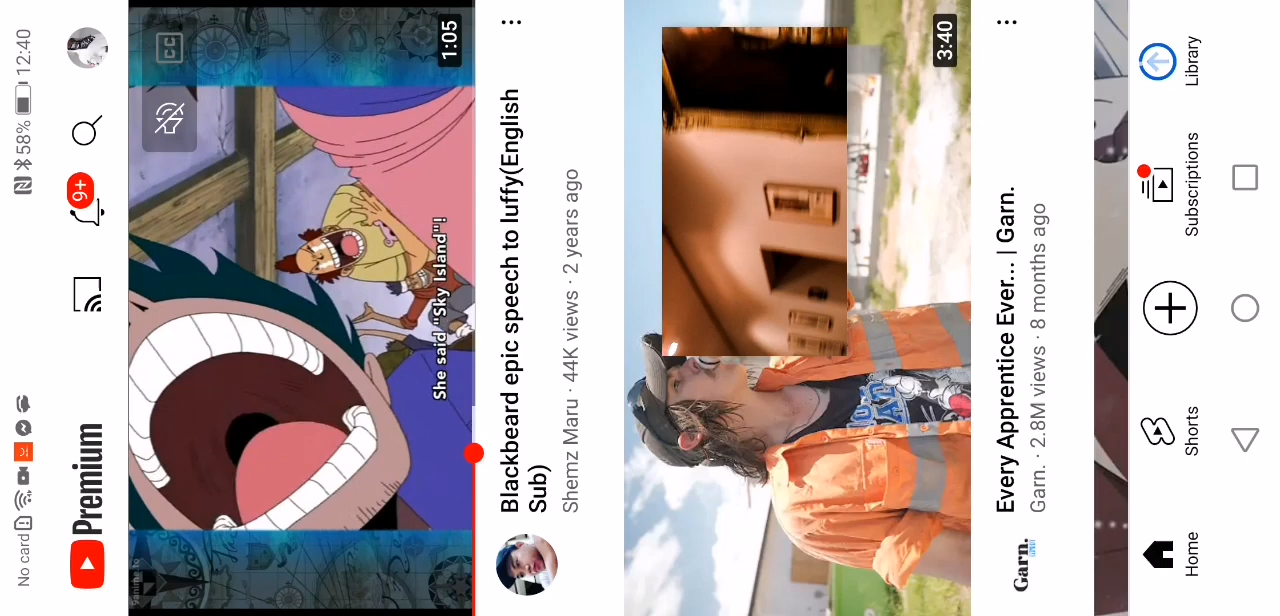 No card
58%
12:40
Premium
9+
CC
1:05
She said "Sky Island"!
Blackbeard epic speech to luffy(English
Sub)
Shemz Maru · 44K views · 2 years ago
3:40
Garn.
Every Apprentice Ever... | Garn.
Garn. · 2.8M views · 8 months ago
Home
Shorts
Subscriptions
Library